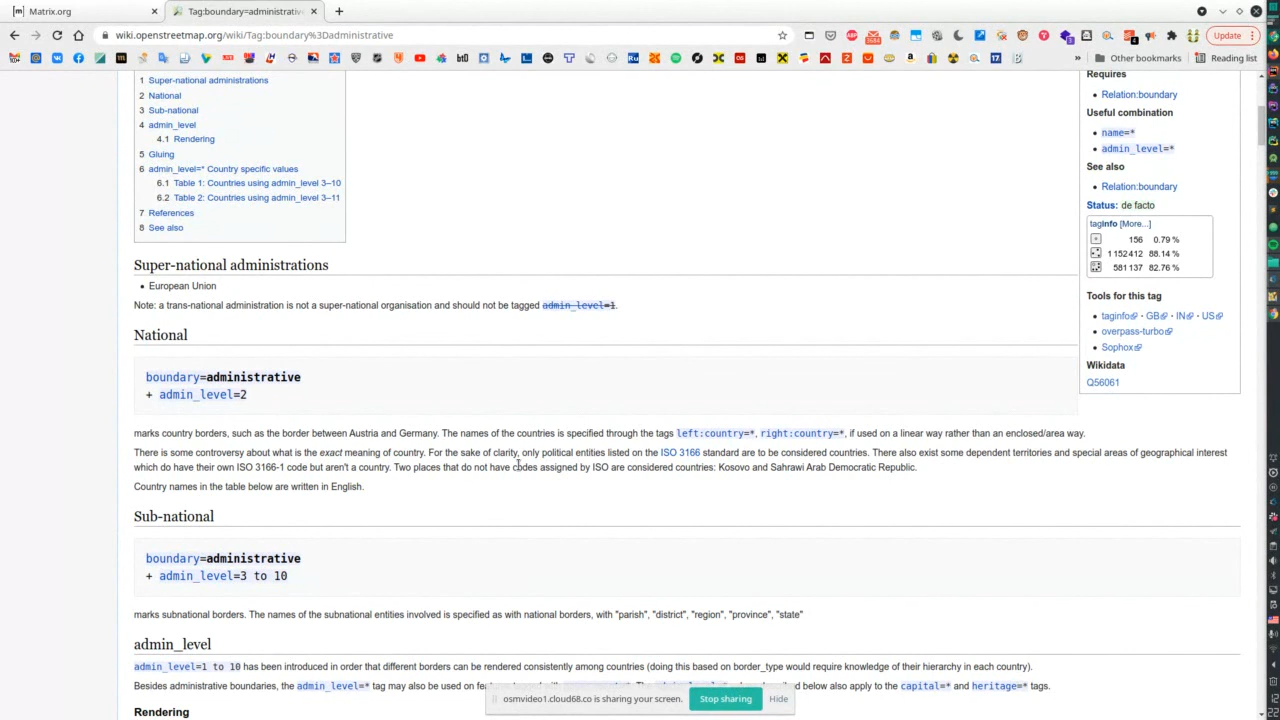 Matrix.org
Tag:boundary=administrativ
wiki.openstreetmap.org/wiki/Tag:boundary%3Dadministrative
Update
Other bookmarks
Reading list
1 Super-national administrations
2 National
3 Sub-national
4 admin_level
4.1 Rendering
5 Gluing
6 admin_level=* Country specific values
6.1 Table 1: Countries using admin_level 3–10
6.2 Table 2: Countries using admin_level 3–11
7 References
8 See also
Requires
Relation:boundary
Useful combination
name=*
admin_level=*
See also
Relation:boundary
Status: de facto
taginfo [More...]
156 0.79 %
1 152 412 88.14 %
581 137 82.76 %
Tools for this tag
taginfo · GB · IN · US
overpass-turbo
Sophox
Wikidata
Q56061
Super-national administrations
European Union
Note: a trans-national administration is not a super-national organisation and should not be tagged admin_level=1.
National
boundary=administrative
+ admin_level=2
marks country borders, such as the border between Austria and Germany. The names of the countries is specified through the tags left:country=*, right:country=*, if used on a linear way rather than an enclosed/area way.
There is some controversy about what is the exact meaning of country. For the sake of clarity, only political entities listed on the ISO 3166 standard are to be considered countries. There also exist some dependent territories and special areas of geographical interest
which do have their own ISO 3166-1 code but aren't a country. Two places that do not have codes assigned by ISO are considered countries: Kosovo and Sahrawi Arab Democratic Republic.
Country names in the table below are written in English.
Sub-national
boundary=administrative
+ admin_level=3 to 10
marks subnational borders. The names of the subnational entities involved is specified as with national borders, with "parish", "district", "region", "province", "state"
admin_level
admin_level=1 to 10 has been introduced in order that different borders can be rendered consistently among countries (doing this based on border_type would require knowledge of their hierarchy in each country).
Besides administrative boundaries, the admin_level=* tag may also be used on described below also apply to the capital=* and heritage=* tags.
Rendering
osmvideo1.cloud68.co is sharing your screen.
Stop sharing
Hide